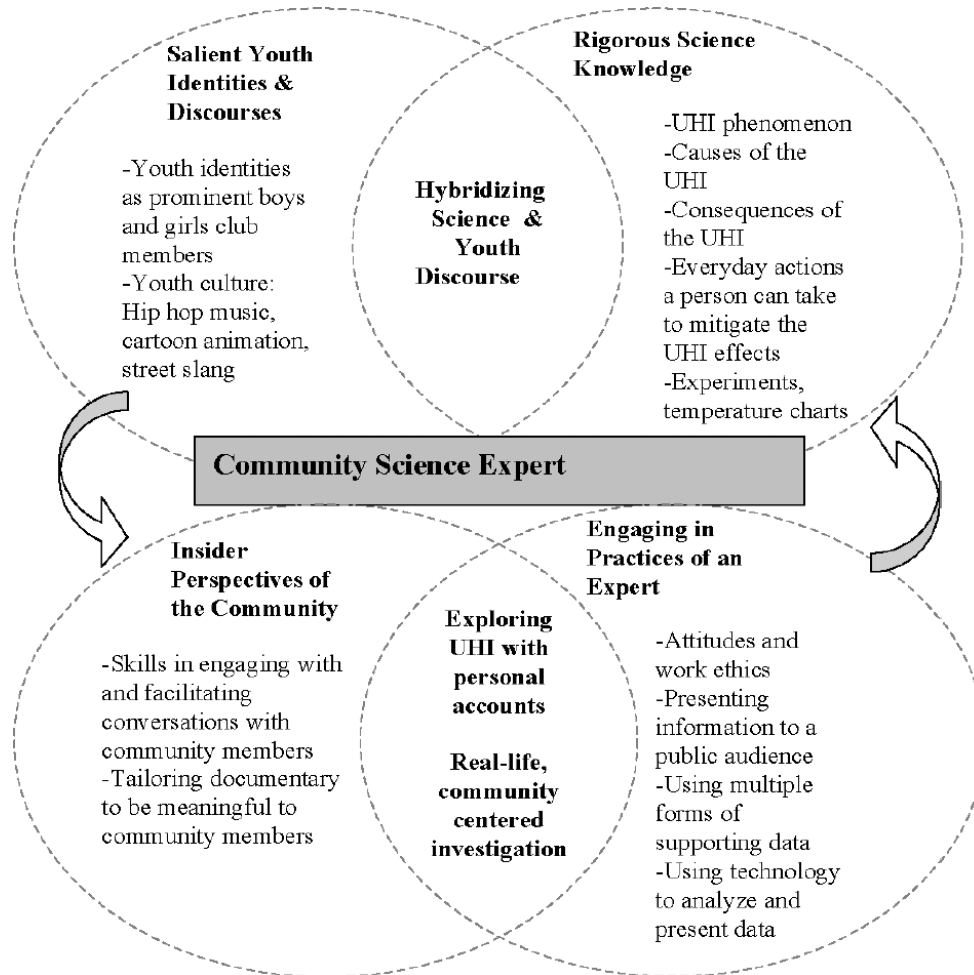 Salient Youth
Identities &
Discourses
-Youth identities
as prominent boys
and girls club
members
-Youth culture:
Hip hop music,
cartoon animation,
street slang
Hybridizing
Science &
Youth
Discourse
Rigorous Science
Knowledge
-UHI phenomenon
-Causes of the
UHI
-Consequences of
the UHI
-Everyday actions
a person can take
to mitigate the
UHI effects
-Experiments,
temperature charts
Community Science Expert
Insider
Perspectives of
the Community
-Skills in engaging with
and facilitating
conversations with
community members
-Tailoring documentary
to be meaningful to
community members
Exploring
UHI with
personal
accounts
Real-life,
community
centered
investigation
Engaging in
Practices of an
Expert
-Attitudes and
work ethics
-Presenting
information to a
public audience
-Using multiple
forms of
supporting data
-Using technology
to analyze and
present data